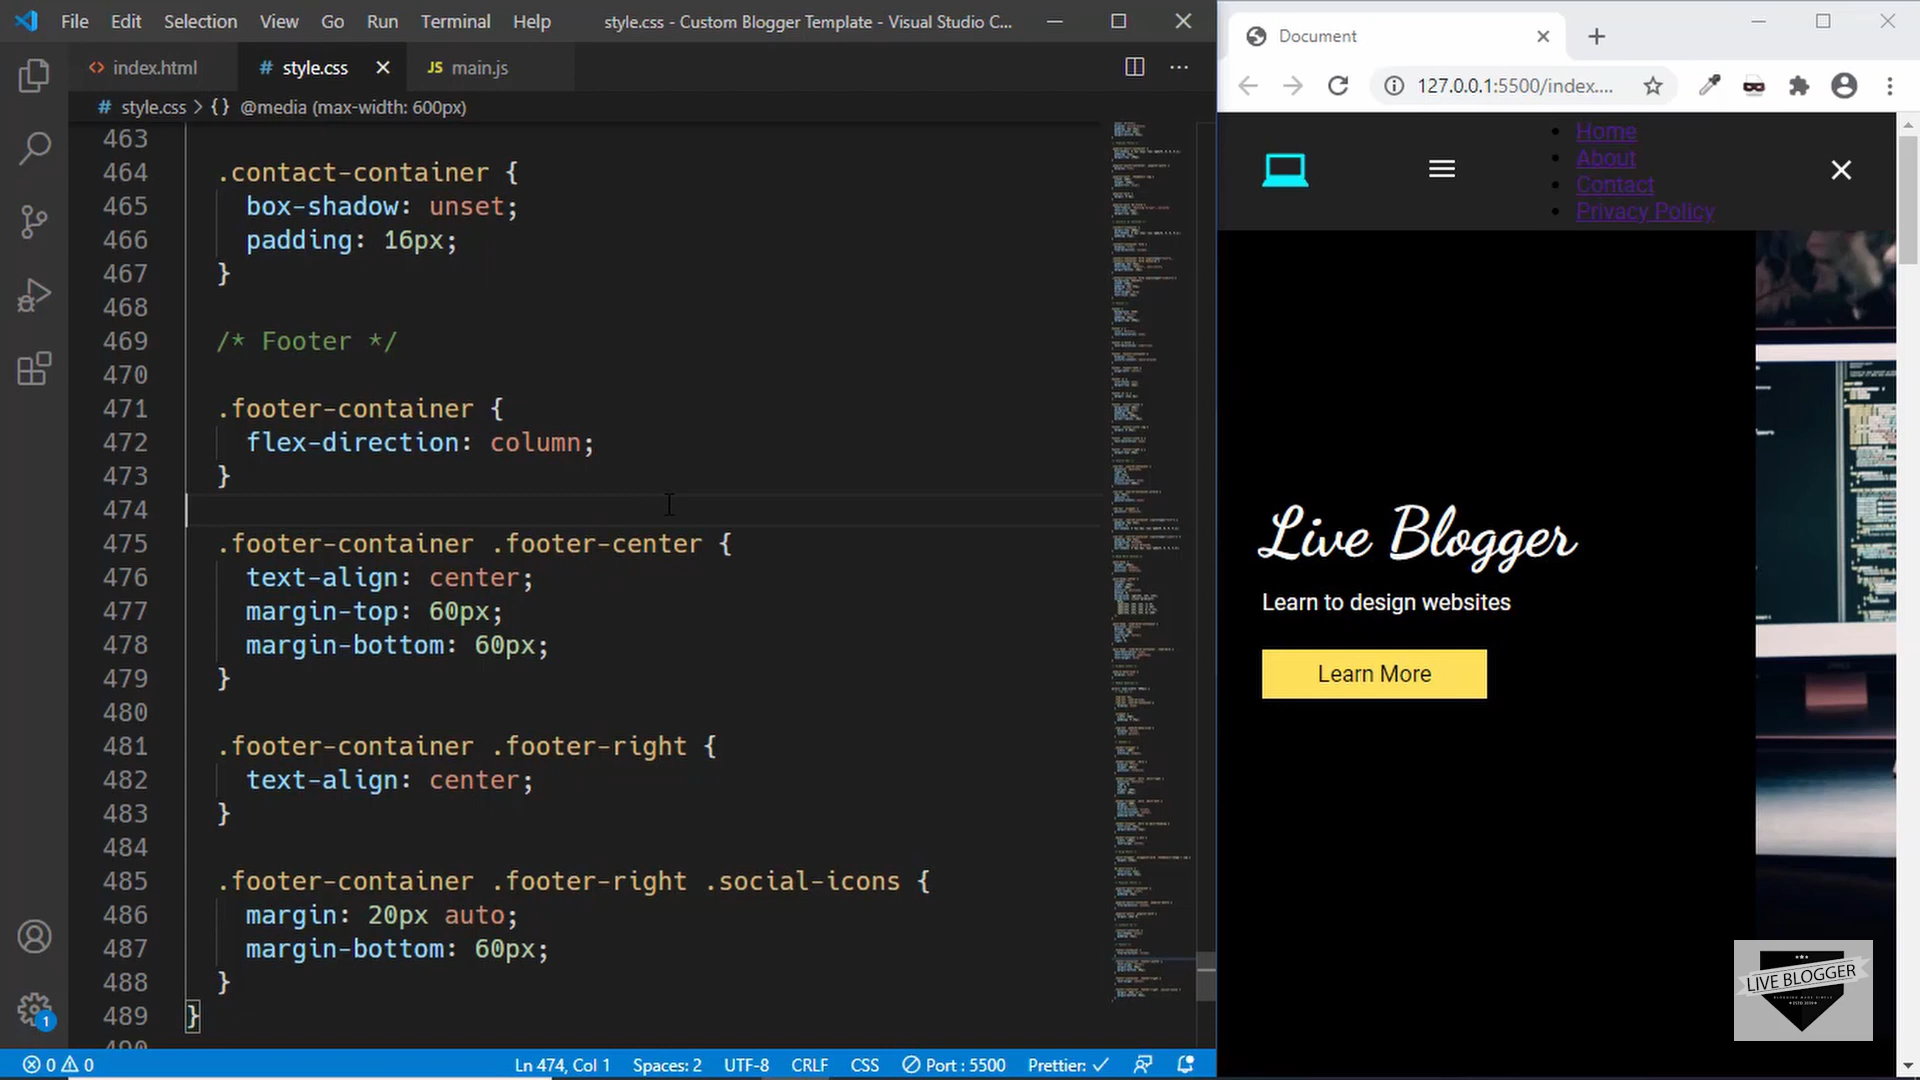 File Edit Selection View Go Run Terminal Help style.css - Custom Blogger Template - Visual Studio C...
index.html # style.css JS main.js
# style.css > {} @media (max-width: 600px)
463
464 .contact-container {
465 box-shadow: unset;
466 padding: 16px;
467 }
468
469 /* Footer */
470
471 .footer-container {
472 flex-direction: column;
473 }
474
475 .footer-container .footer-center {
476 text-align: center;
477 margin-top: 60px;
478 margin-bottom: 60px;
479 }
480
481 .footer-container .footer-right {
482 text-align: center;
483 }
484
485 .footer-container .footer-right .social-icons {
486 margin: 20px auto;
487 margin-bottom: 60px;
488 }
489 }
1
0 0 Ln 474, Col 1 Spaces: 2 UTF-8 CRLF CSS Port : 5500 Prettier: ✓
Document
127.0.0.1:5500/index....
Home
About
Contact
Privacy Policy
Live Blogger
Learn to design websites
Learn More
LIVE BLOGGER